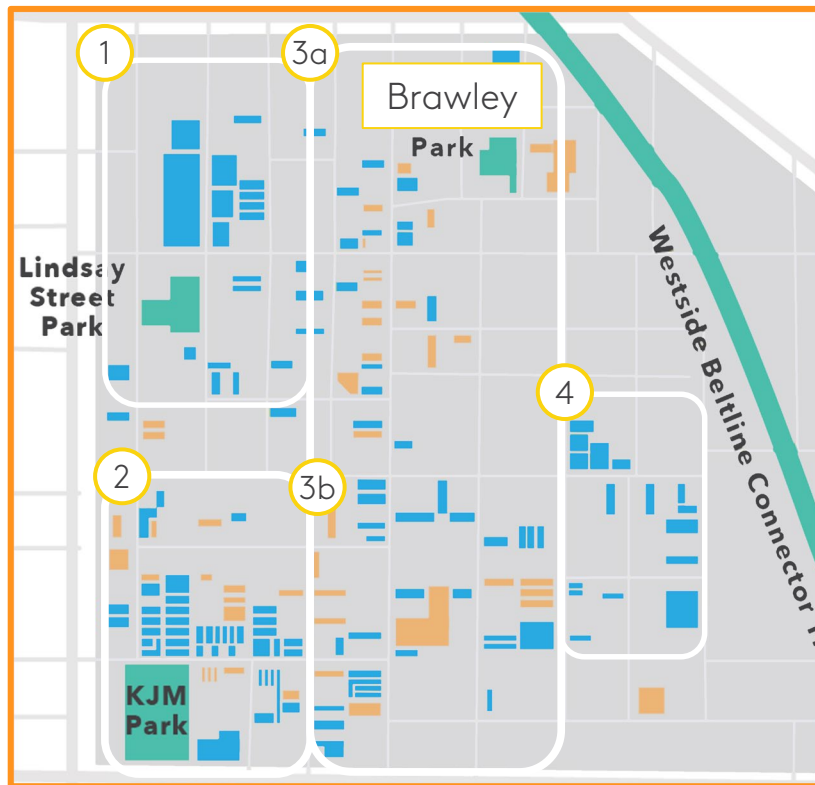 1
3a
Brawley
Park
Lindsay
Street
Park
4
2
3b
KJM
Park
Westside Beltline Connector